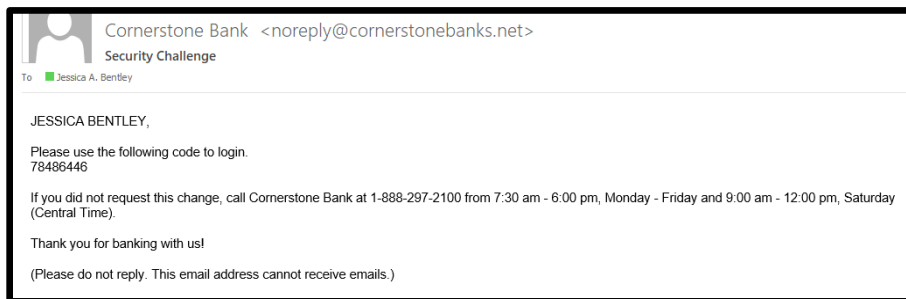 Cornerstone Bank <noreply@cornerstonebanks.net>
Security Challenge
To Jessica A. Bentley
JESSICA BENTLEY,
Please use the following code to login.
78486446
If you did not request this change, call Cornerstone Bank at 1-888-297-2100 from 7:30 am - 6:00 pm, Monday - Friday and 9:00 am - 12:00 pm, Saturday
(Central Time).
Thank you for banking with us!
(Please do not reply. This email address cannot receive emails.)